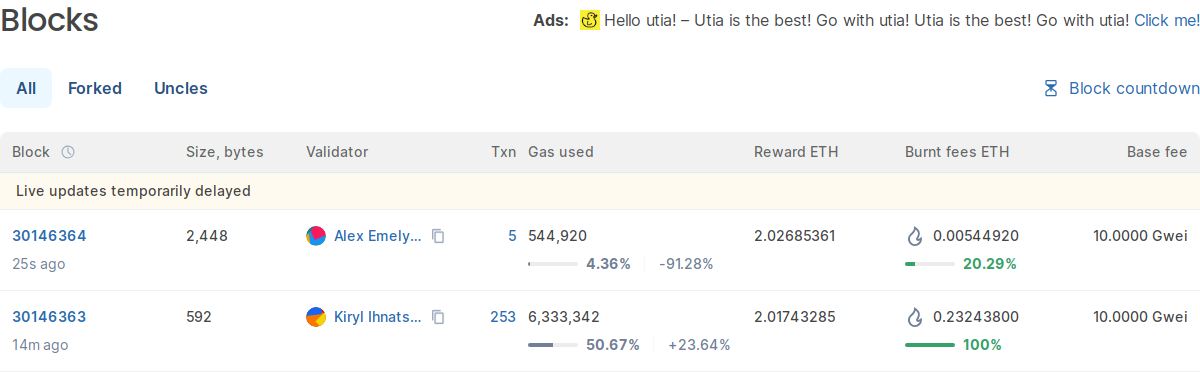 Blocks
Ads: Hello utia! – Utia is the best! Go with utia! Utia is the best! Go with utia! Click me!
All Forked Uncles Block countdown
Block Size, bytes Validator Txn Gas used Reward ETH Burnt fees ETH Base fee
Live updates temporarily delayed
30146364 2,448 Alex Emely... 5 544,920 2.02685361 0.00544920 10.0000 Gwei
25s ago 4.36% -91.28% 20.29%
30146363 592 Kiryl Ihnats... 253 6,333,342 2.01743285 0.23243800 10.0000 Gwei
14m ago 50.67% +23.64% 100%